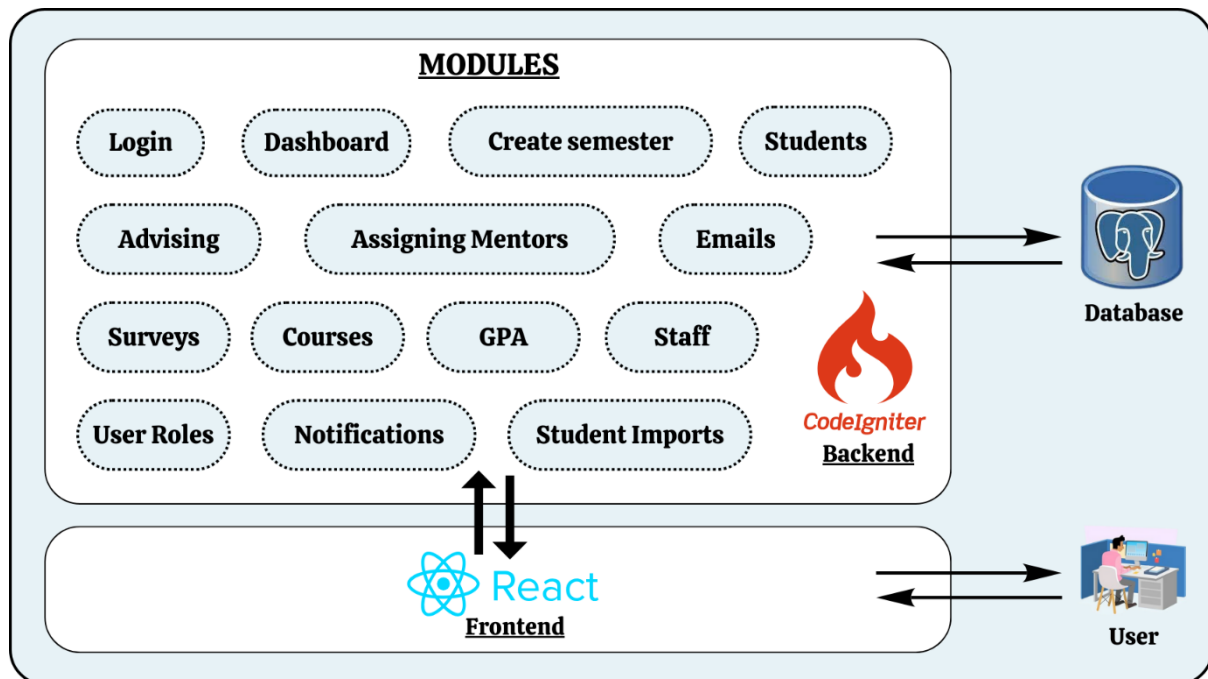 MODULES
Login
Dashboard
Create semester
Students
Advising
Assigning Mentors
Emails
Surveys
Courses
GPA
Staff
User Roles
Notifications
Student Imports
CodeIgniter
Backend
Database
React
Frontend
User